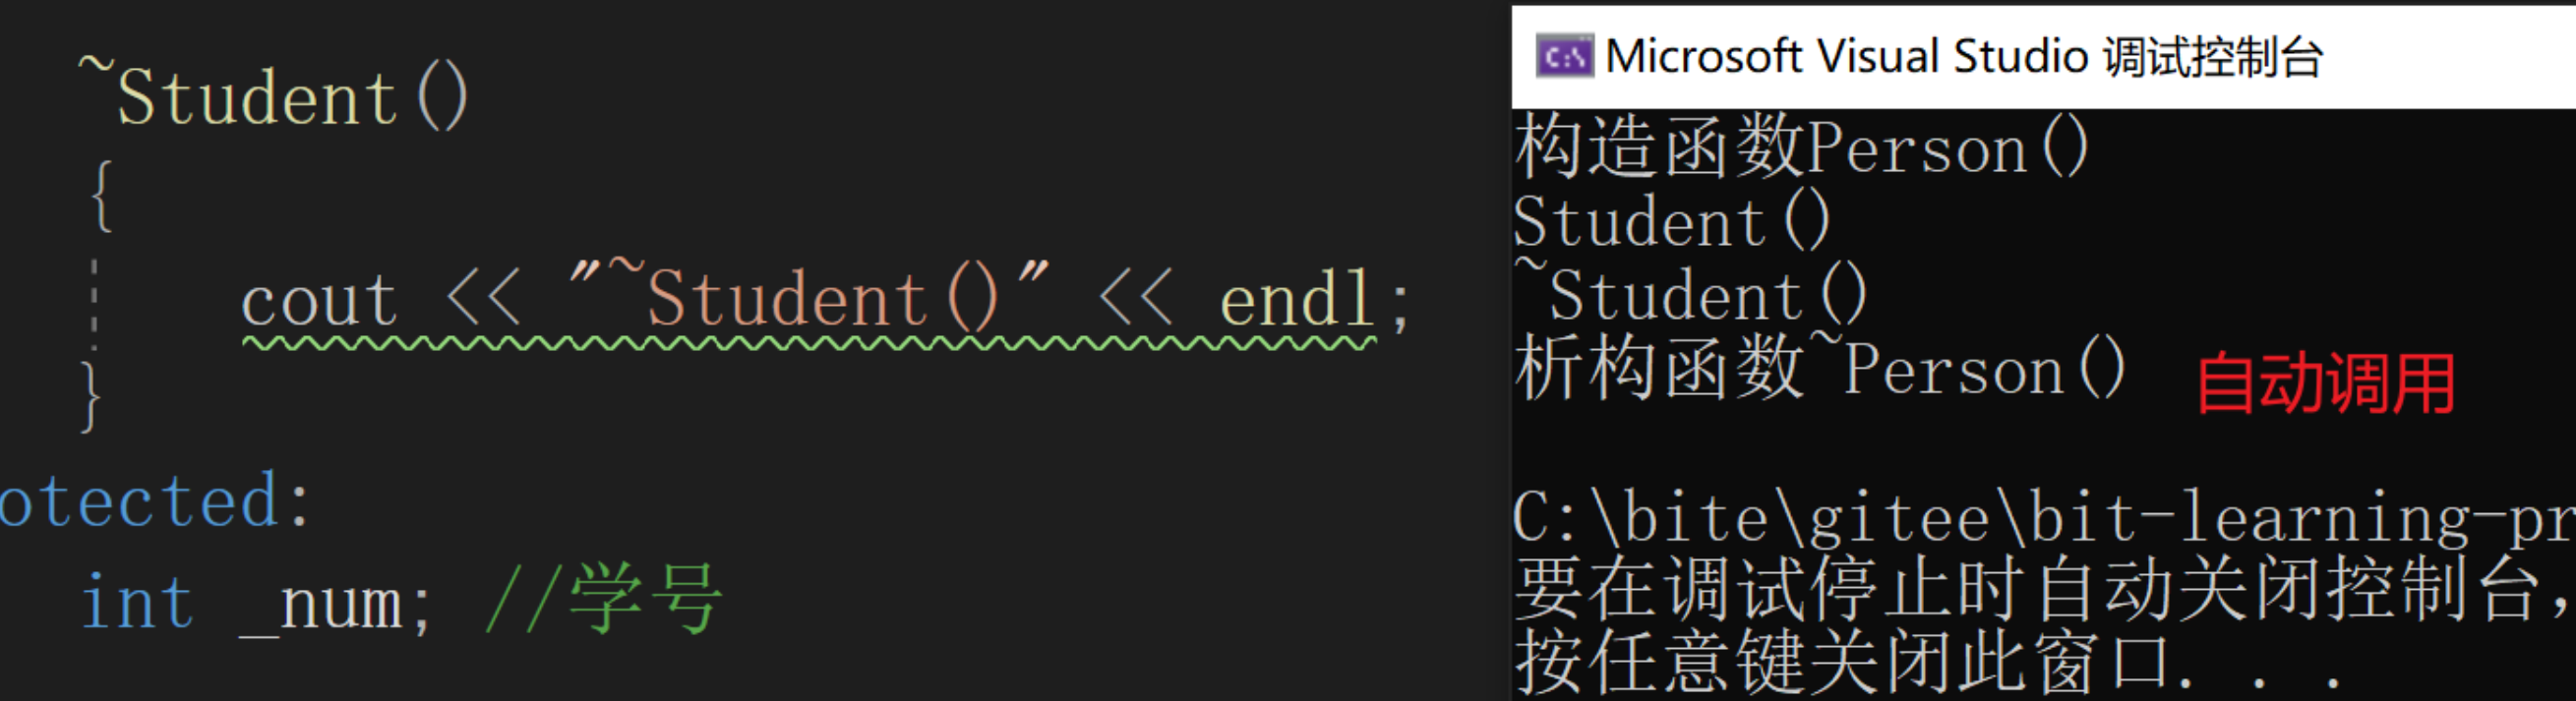 ~Student()
{
cout << "~Student()" << endl;
}
otected:
int _num; //学号
C:\ Microsoft Visual Studio 调试控制台
构造函数Person()
Student()
~Student()
析构函数~Person() 自动调用
C:\bite\gitee\bit-learning-pr
要在调试停止时自动关闭控制台，
按任意键关闭此窗口. . .